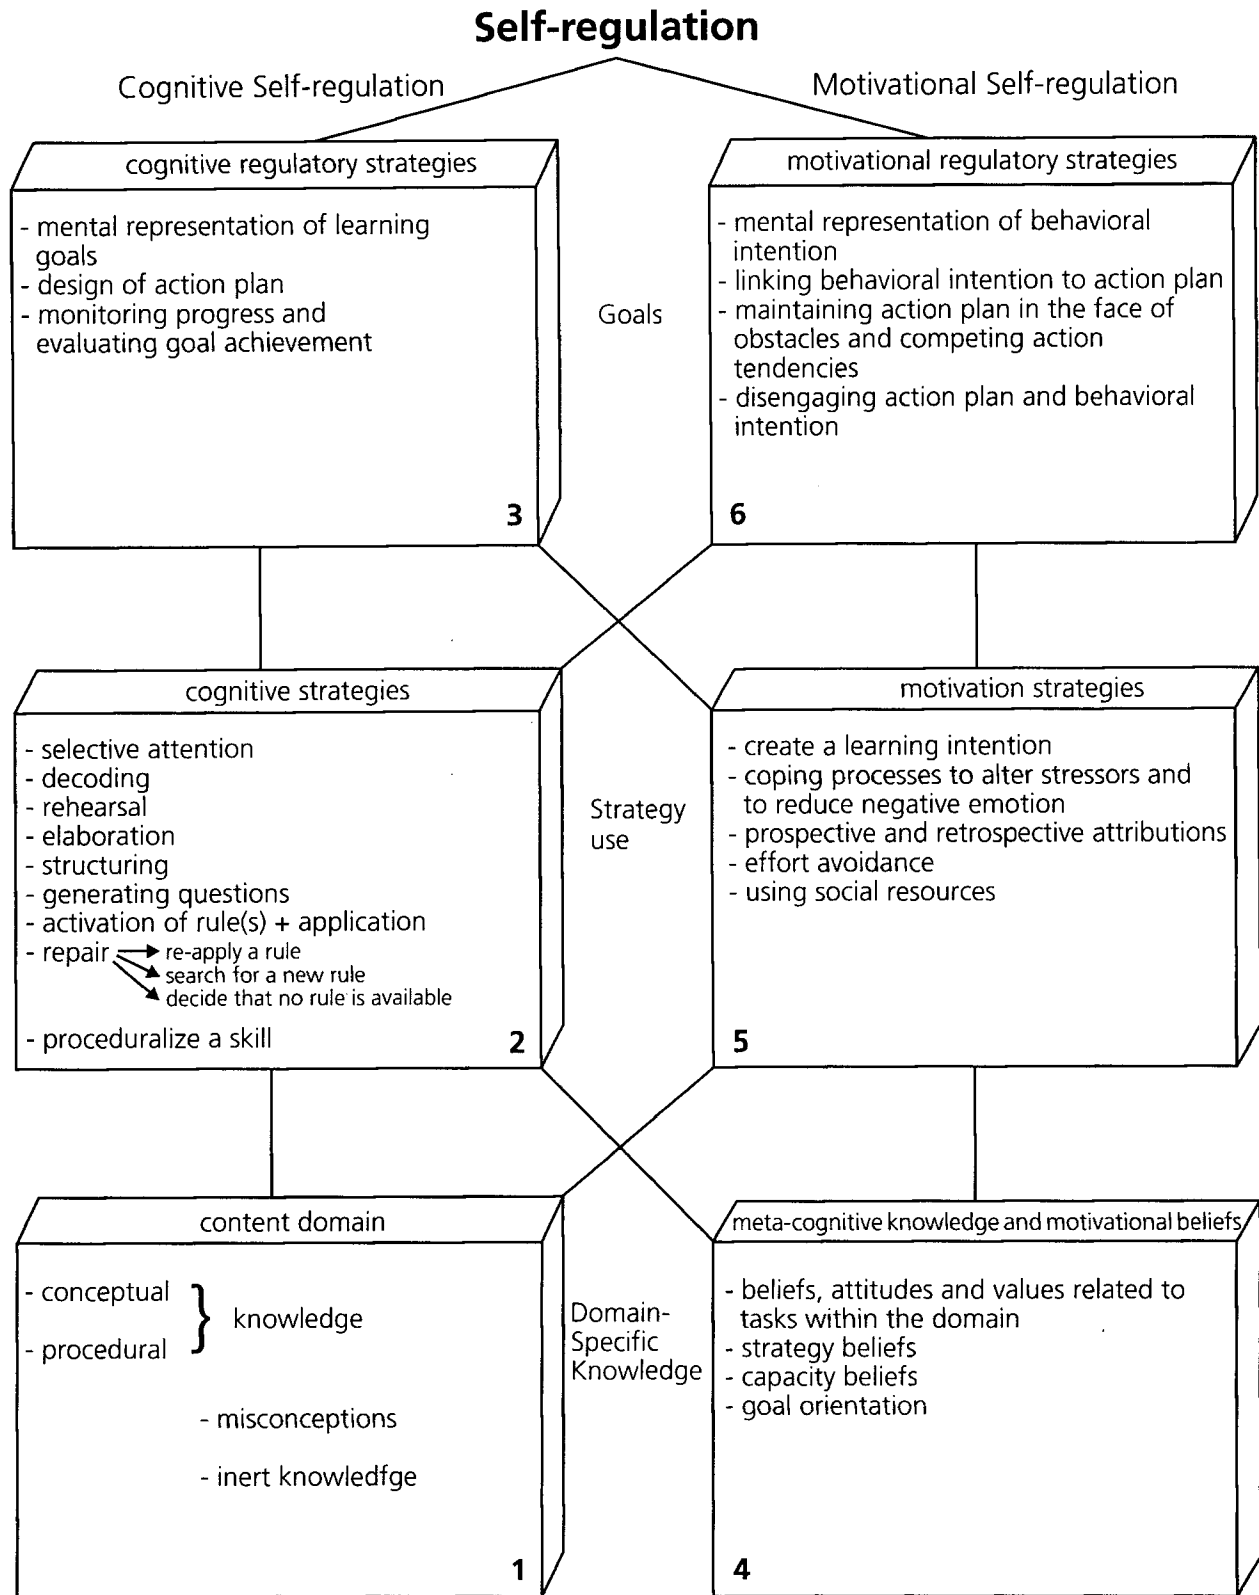 Self-regulation
Cognitive Self-regulation
Motivational Self-regulation
cognitive regulatory strategies
- mental representation of learning
goals
- design of action plan
- monitoring progress and
evaluating goal achievement
3
Goals
motivational regulatory strategies
- mental representation of behavioral
intention
- linking behavioral intention to action plan
- maintaining action plan in the face of
obstacles and competing action
tendencies
- disengaging action plan and behavioral
intention
6
cognitive strategies
- selective attention
- decoding
- rehearsal
- elaboration
- structuring
- generating questions
- activation of rule(s) + application
- repair
re-apply a rule
search for a new rule
decide that no rule is available
- proceduralize a skill
2
Strategy
use
motivation strategies
- create a learning intention
- coping processes to alter stressors and
to reduce negative emotion
- prospective and retrospective attributions
- effort avoidance
- using social resources
5
content domain
- conceptual
- procedural
} knowledge
- misconceptions
- inert knowledfge
1
Domain-
Specific
Knowledge
meta-cognitive knowledge and motivational beliefs
- beliefs, attitudes and values related to
tasks within the domain
- strategy beliefs
- capacity beliefs
- goal orientation
4